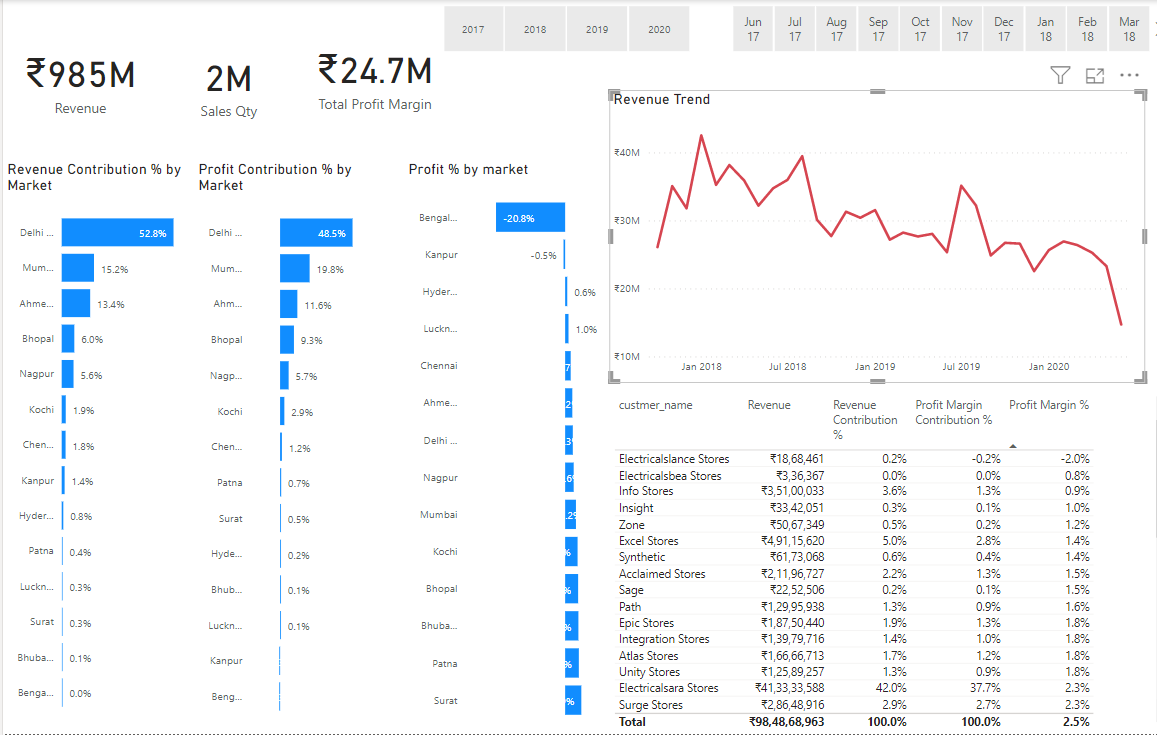 2017 2018 2019 2020
Jun 17 Jul 17 Aug 17 Sep 17 Oct 17 Nov 17 Dec 17 Jan 18 Feb 18 Mar 18
₹985M
Revenue
2M
Sales Qty
₹24.7M
Total Profit Margin
Revenue Contribution % by
Market
Delhi ... 52.8%
Mum... 15.2%
Ahme... 13.4%
Bhopal 6.0%
Nagpur 5.6%
Kochi 1.9%
Chen... 1.8%
Kanpur 1.4%
Hyder... 0.8%
Patna 0.4%
Luckn... 0.3%
Surat 0.3%
Bhuba... 0.1%
Benga... 0.0%
Profit Contribution % by
Market
Delhi ... 48.5%
Mum... 19.8%
Ahm... 11.6%
Bhopal 9.3%
Nagp... 5.7%
Kochi 2.9%
Chen... 1.2%
Patna 0.7%
Surat 0.5%
Hyde... 0.2%
Bhub... 0.1%
Luckn... 0.1%
Kanpur
Beng...
Profit % by market
Bengal... -20.8%
Kanpur -0.5%
Hyder... 0.6%
Luckn... 1.0%
Chennai
Ahme...
Delhi ...
Nagpur
Mumbai
Kochi %
Bhopal %
Bhuba... %
Patna %
Surat %
Revenue Trend
₹40M
₹30M
₹20M
₹10M
Jan 2018 Jul 2018 Jan 2019 Jul 2019 Jan 2020
custmer_name Revenue Revenue Contribution % Profit Margin Contribution % Profit Margin %
Electricalslance Stores ₹18,68,461 0.2% -0.2% -2.0%
Electricalsbea Stores ₹3,36,367 0.0% 0.0% 0.8%
Info Stores ₹3,51,00,033 3.6% 1.3% 0.9%
Insight ₹33,42,051 0.3% 0.1% 1.0%
Zone ₹50,67,349 0.5% 0.2% 1.2%
Excel Stores ₹4,91,15,620 5.0% 2.8% 1.4%
Synthetic ₹61,73,068 0.6% 0.4% 1.4%
Acclaimed Stores ₹2,11,96,727 2.2% 1.3% 1.5%
Sage ₹22,52,506 0.2% 0.1% 1.5%
Path ₹1,29,95,938 1.3% 0.9% 1.6%
Epic Stores ₹1,87,50,440 1.9% 1.3% 1.8%
Integration Stores ₹1,39,79,716 1.4% 1.0% 1.8%
Atlas Stores ₹1,66,66,713 1.7% 1.2% 1.8%
Unity Stores ₹1,25,89,257 1.3% 0.9% 1.8%
Electricalsara Stores ₹41,33,33,588 42.0% 37.7% 2.3%
Surge Stores ₹2,86,48,916 2.9% 2.7% 2.3%
Total ₹98,48,68,963 100.0% 100.0% 2.5%